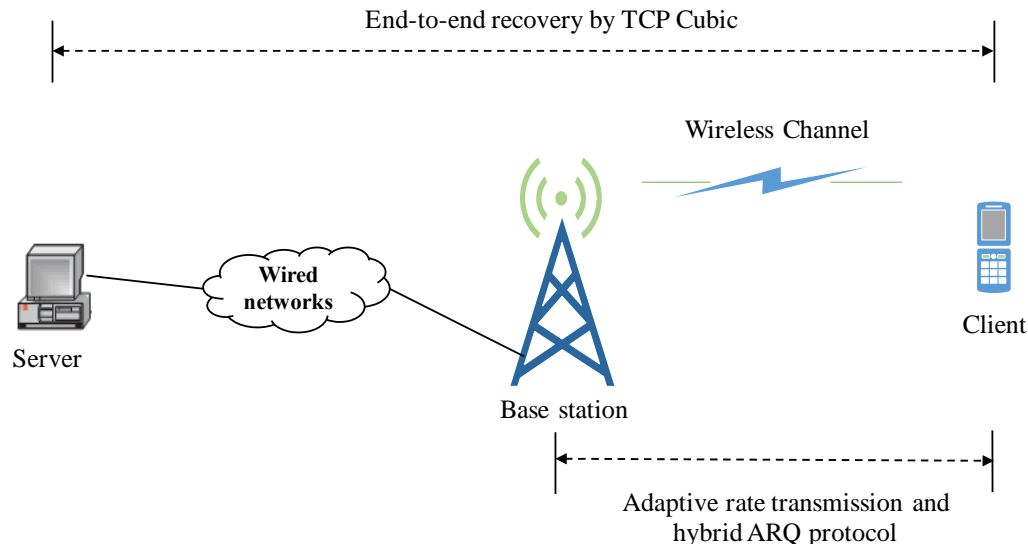 End-to-end recovery by TCP Cubic
Wireless Channel
Wired
networks
Server
Client
Base station
Adaptive rate transmission and
hybrid ARQ protocol